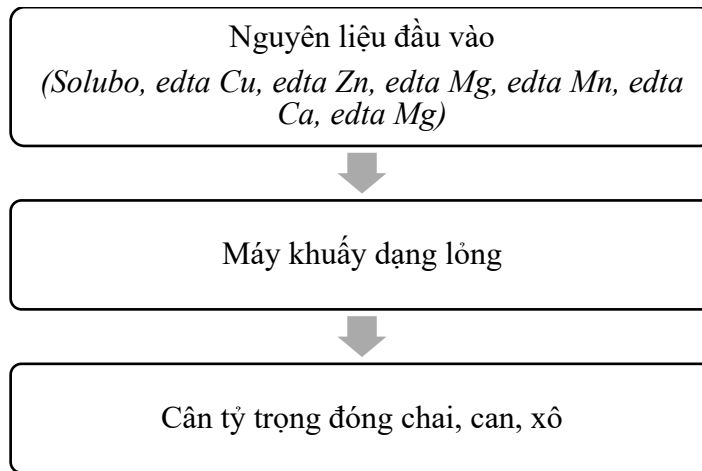 Nguyên liệu đầu vào
(Solubo, edta Cu, edta Zn, edta Mg, edta Mn, edta
Ca, edta Mg)
Máy khuấy dạng lỏng
Cân tỷ trọng đóng chai, can, xô